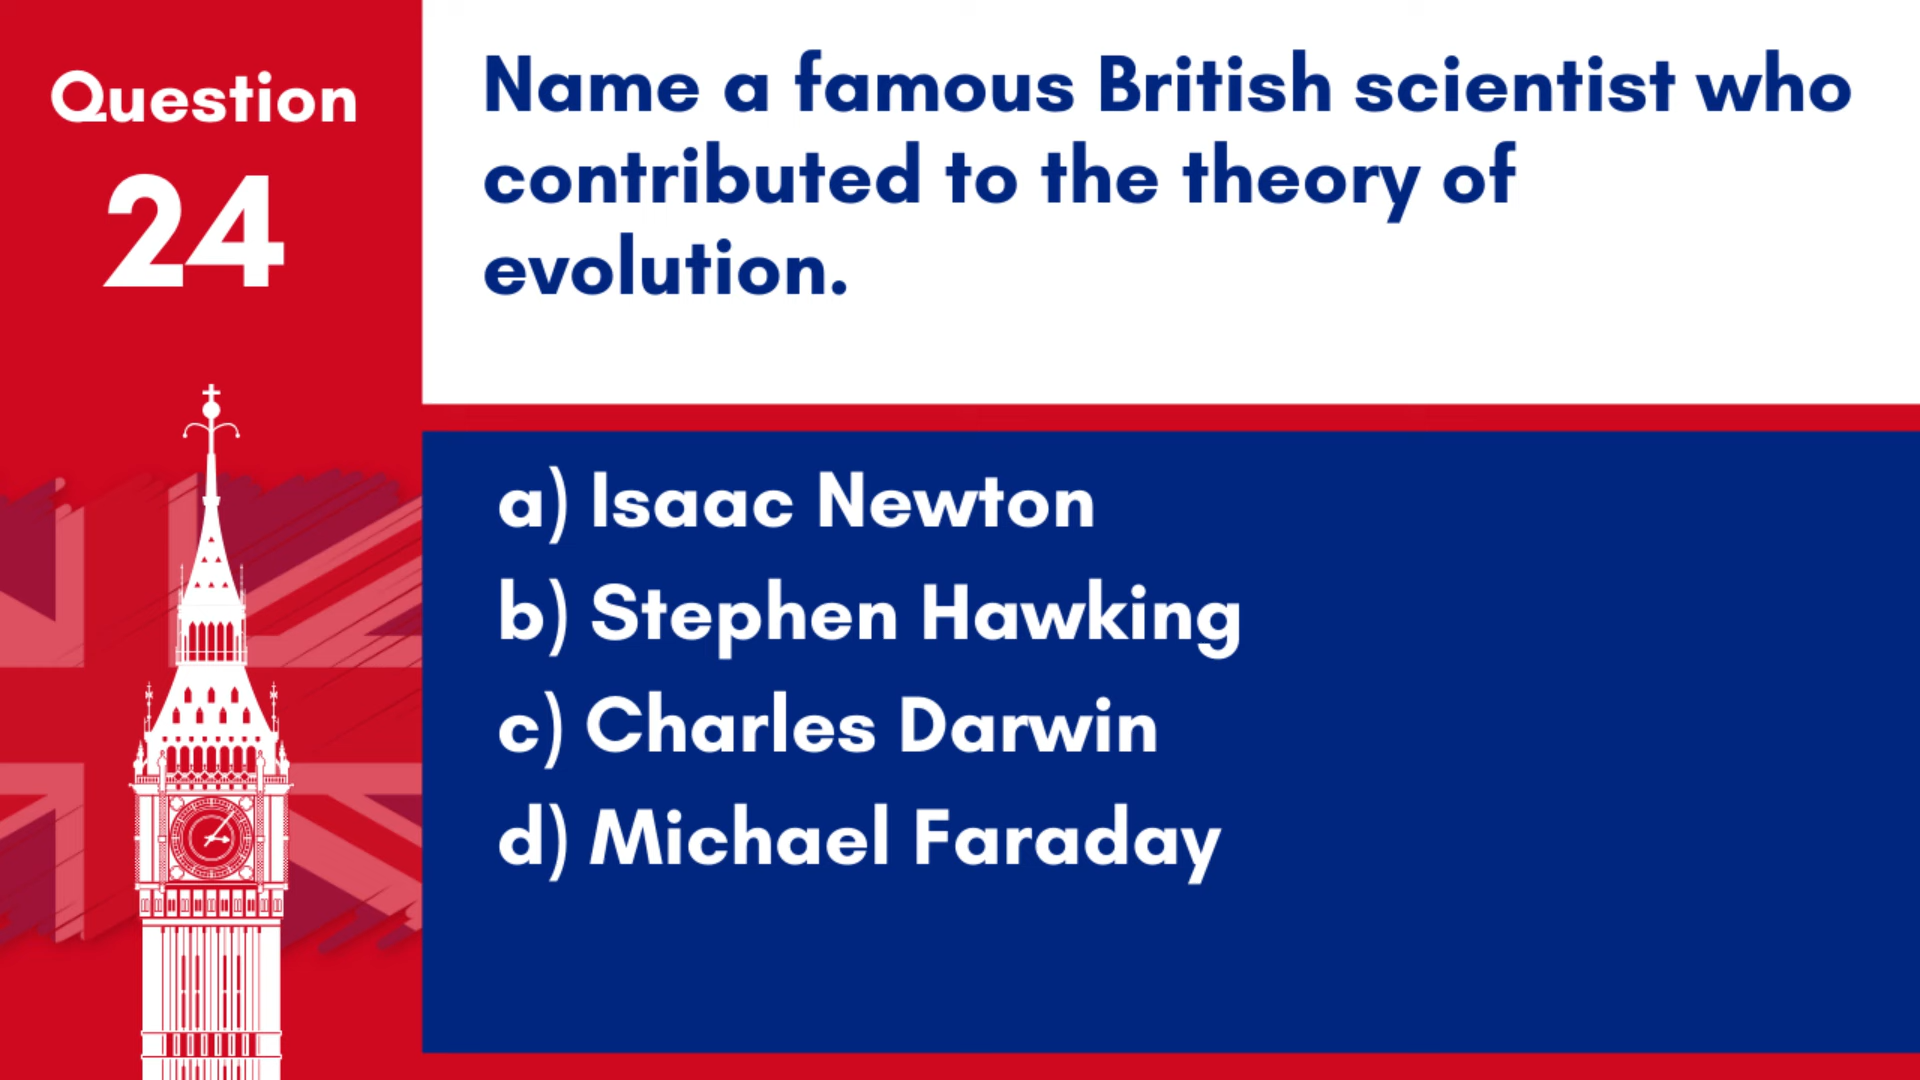 Question
24
Name a famous British scientist who
contributed to the theory of
evolution.
a) Isaac Newton
b) Stephen Hawking
c) Charles Darwin
d) Michael Faraday